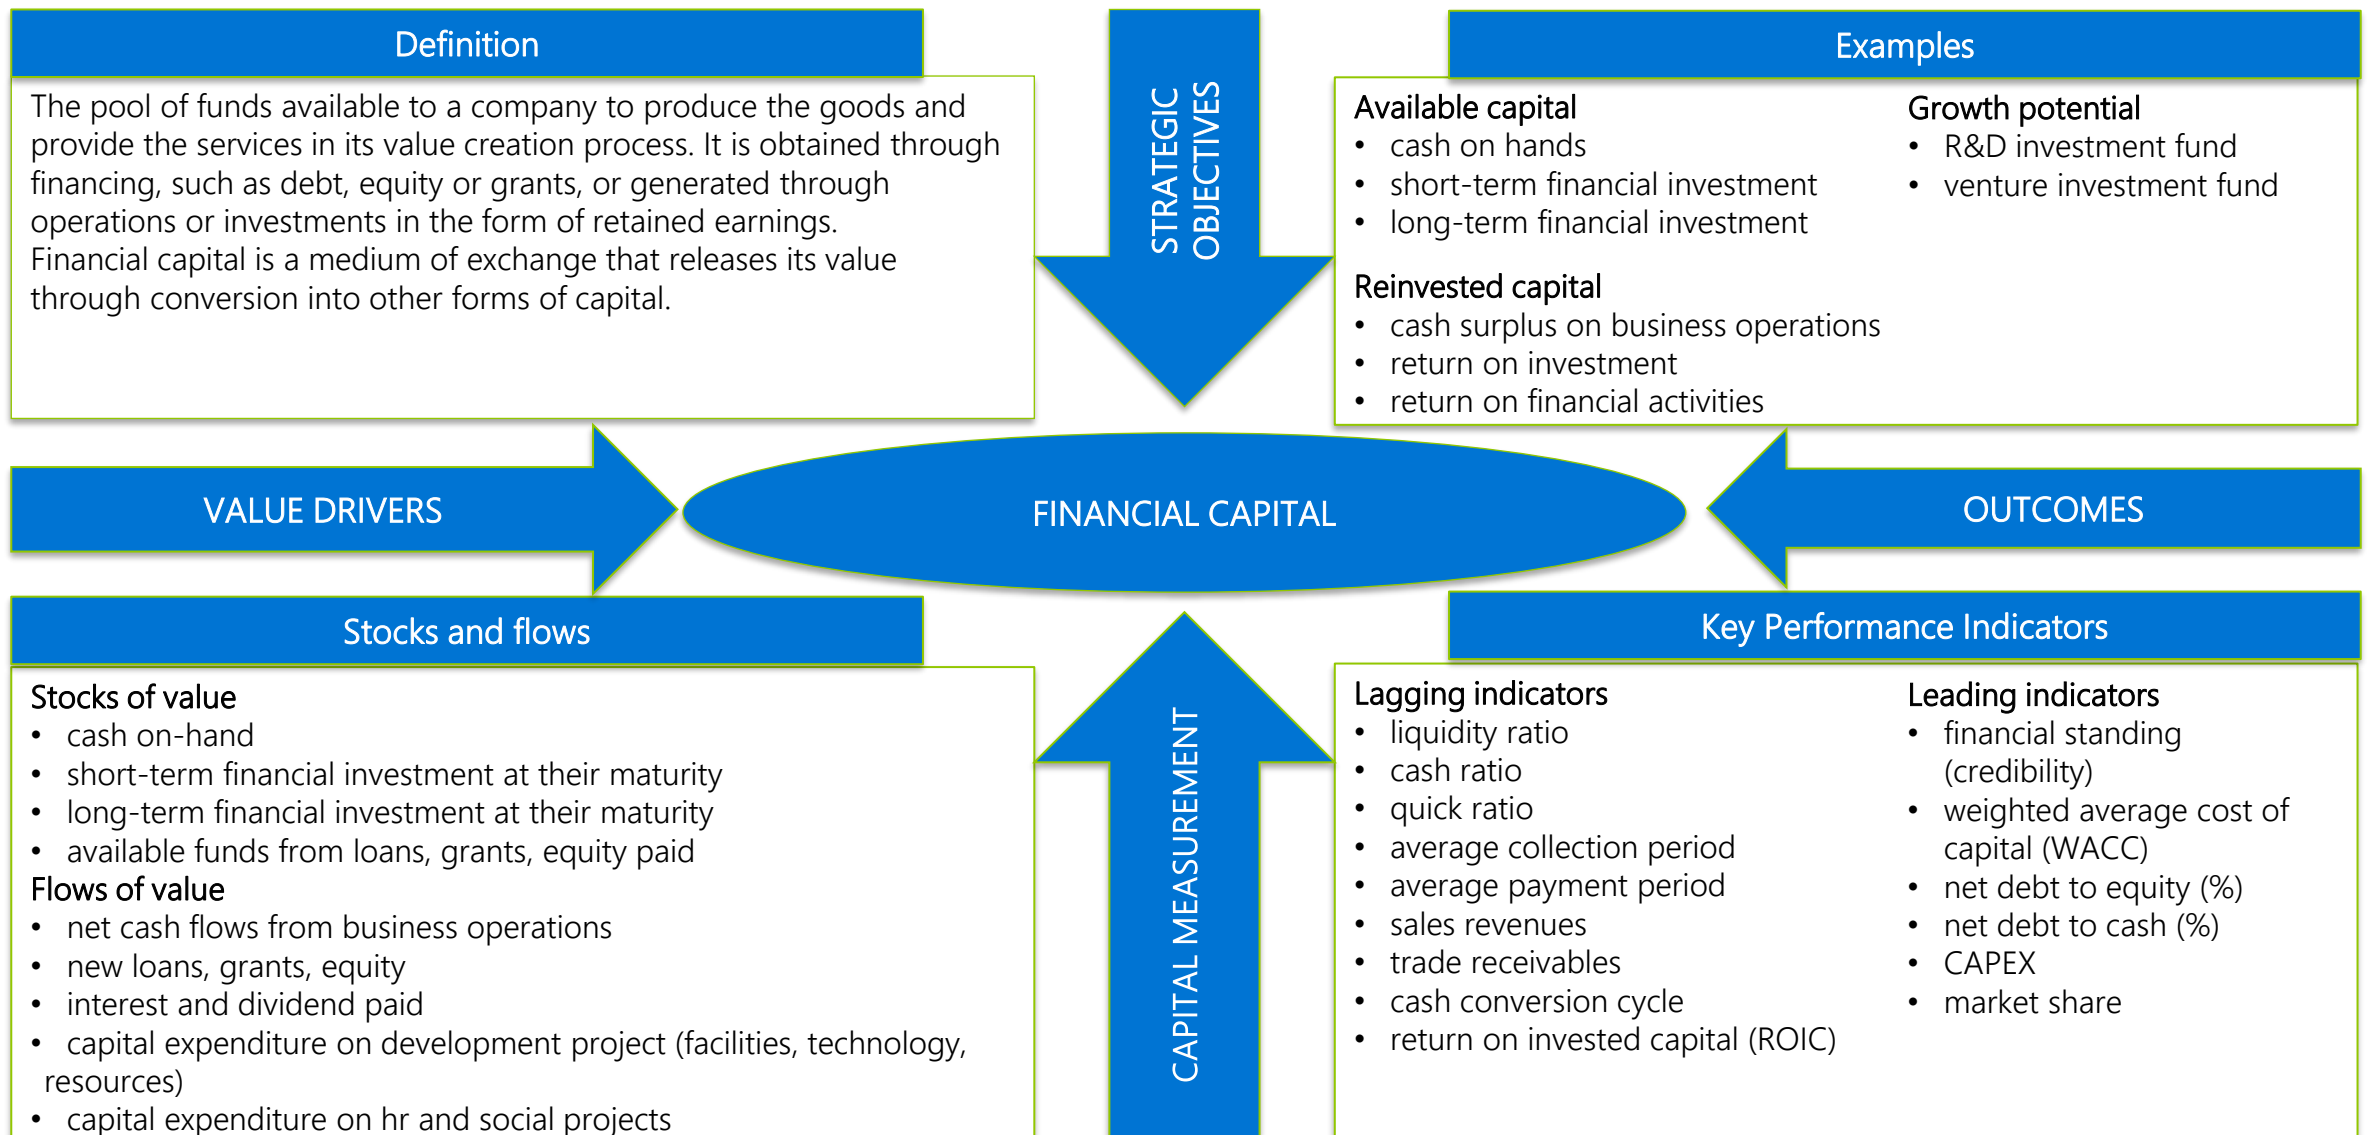 Definition
The pool of funds available to a company to produce the goods and
provide the services in its value creation process. It is obtained through
financing, such as debt, equity or grants, or generated through
operations or investments in the form of retained earnings.
Financial capital is a medium of exchange that releases its value
through conversion into other forms of capital.
STRATEGIC
OBJECTIVES
Examples
Available capital
• cash on hands
• short-term financial investment
• long-term financial investment
Reinvested capital
• cash surplus on business operations
• return on investment
• return on financial activities
Growth potential
• R&D investment fund
• venture investment fund
VALUE DRIVERS
FINANCIAL CAPITAL
OUTCOMES
Stocks and flows
Stocks of value
• cash on-hand
• short-term financial investment at their maturity
• long-term financial investment at their maturity
• available funds from loans, grants, equity paid
Flows of value
• net cash flows from business operations
• new loans, grants, equity
• interest and dividend paid
• capital expenditure on development project (facilities, technology,
resources)
• capital expenditure on hr and social projects
CAPITAL MEASUREMENT
Key Performance Indicators
Lagging indicators
• liquidity ratio
• cash ratio
• quick ratio
• average collection period
• average payment period
• sales revenues
• trade receivables
• cash conversion cycle
• return on invested capital (ROIC)
Leading indicators
• financial standing
(credibility)
• weighted average cost of
capital (WACC)
• net debt to equity (%)
• net debt to cash (%)
• CAPEX
• market share